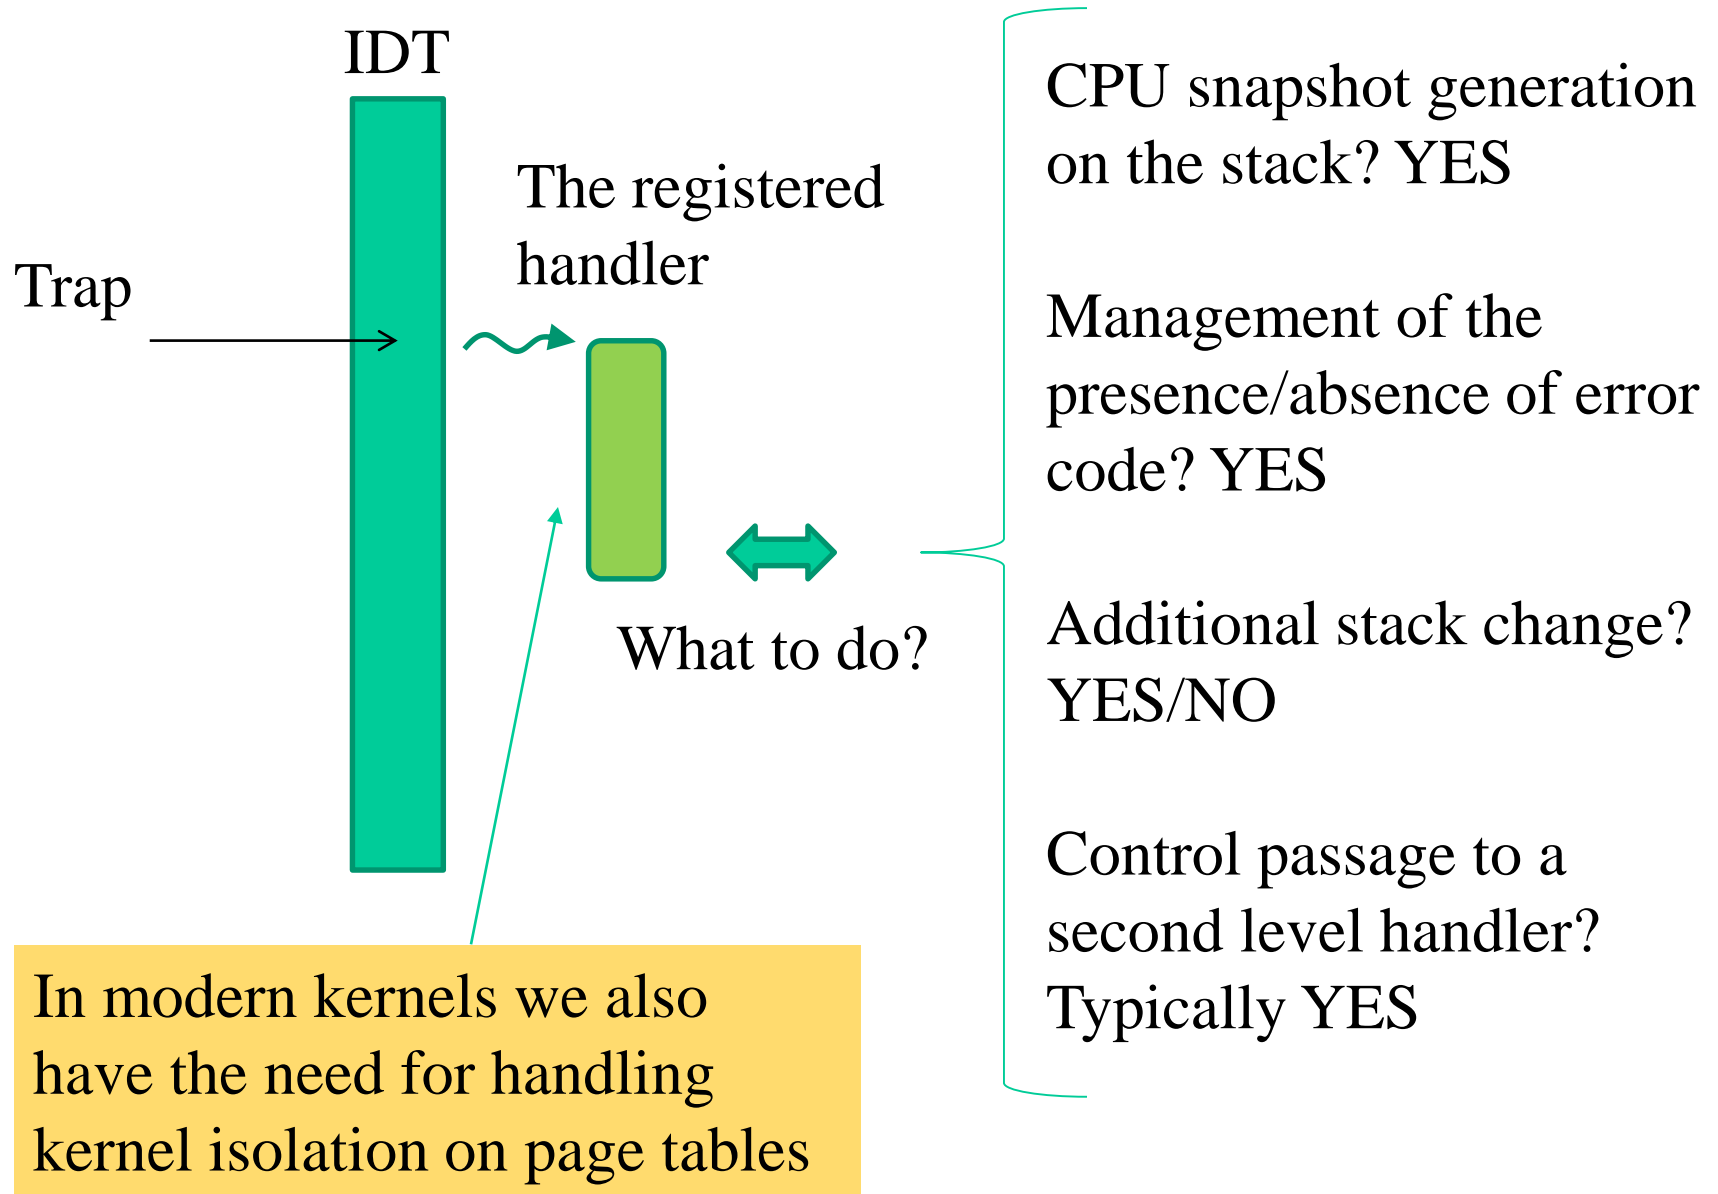 IDT
Trap
The registered
handler
What to do?
CPU snapshot generation
on the stack? YES
Management of the
presence/absence of error
code? YES
Additional stack change?
YES/NO
Control passage to a
second level handler?
Typically YES
In modern kernels we also
have the need for handling
kernel isolation on page tables